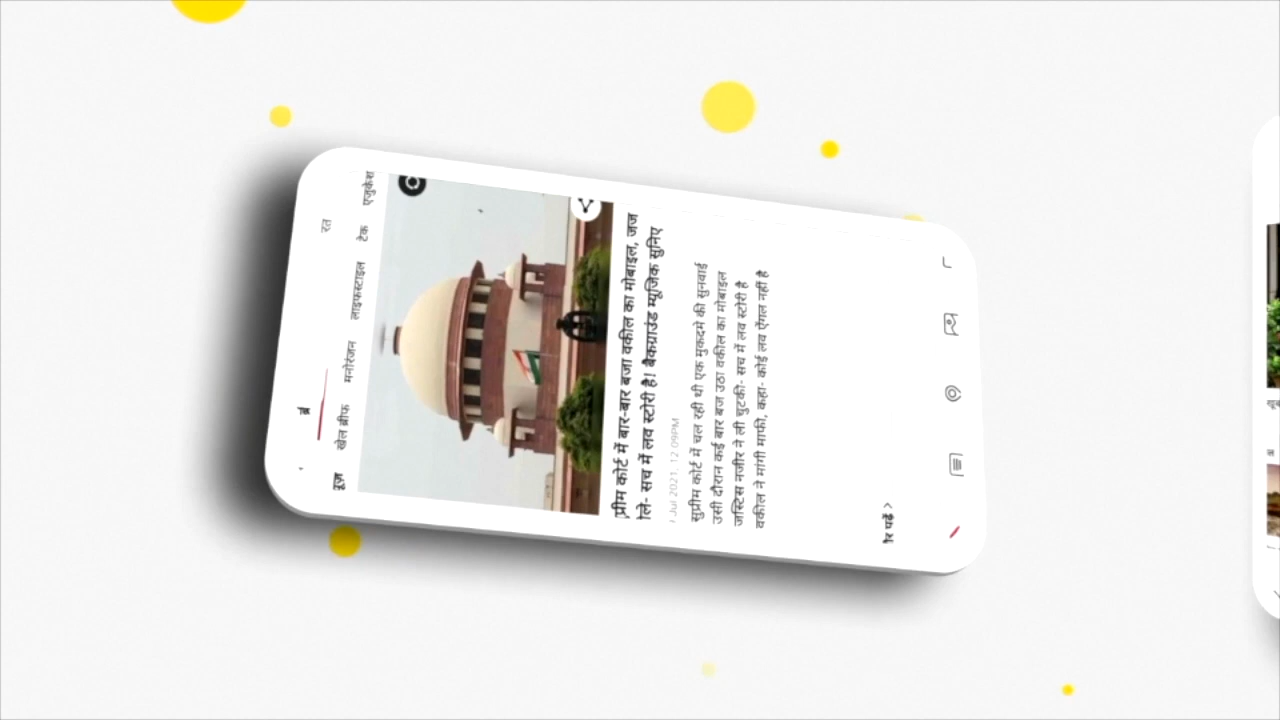 खेल ब्रीफ मनोरंजन लाइफस्टाइल टेक
कोर्ट में बार-बार बजा वकील का मोबाइल, जज
सच में लव स्टोरी है! बैकग्राउंड म्यूजिक सुनिए
Jul 2021, 12:09PM
सुप्रीम कोर्ट में चल रही थी एक मुकदमे की सुनवाई
उसी दौरान कई बार बज उठा वकील का मोबाइल
जस्टिस नजीर ने ली चुटकी- सच में लव स्टोरी है
वकील ने मांगी माफी, कहा- कोई लव ऐंगल नहीं है